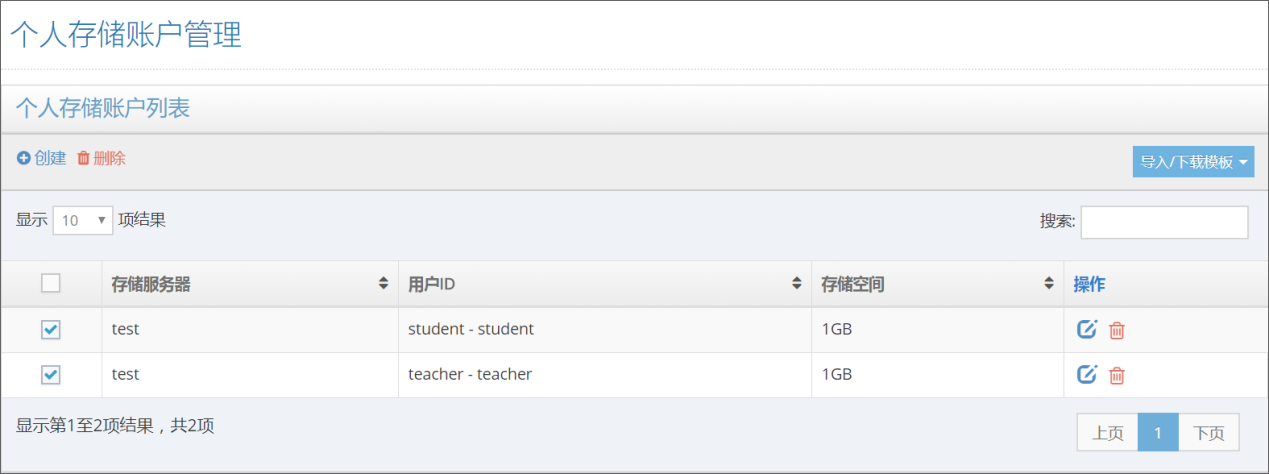 个人存储账户管理
个人存储账户列表
创建 删除 导入/下载模板
显示 10 项结果 搜索:
存储服务器 用户ID 存储空间 操作
test student - student 1GB
test teacher - teacher 1GB
显示第1至2项结果，共2项 上页 1 下页